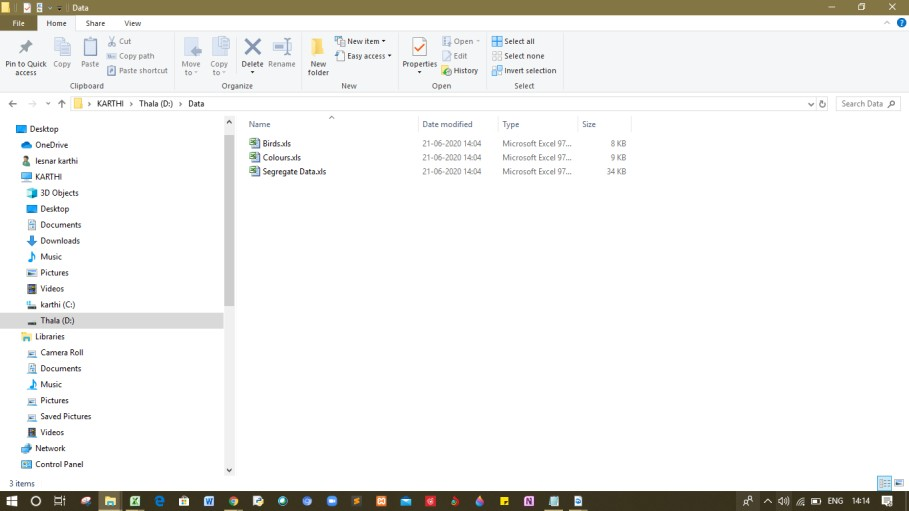 Data
File Home Share View
Pin to Quick access
Copy
Paste
Cut
Copy path
Paste shortcut
Clipboard
Move to
Copy to
Delete
Rename
Organize
New folder
New item
Easy access
New
Properties
Open
Edit
History
Open
Select all
Select none
Invert selection
Select
KARTHI > Thala (D:) > Data
Search Data
Name Date modified Type Size
Birds.xls 21-06-2020 14:04 Microsoft Excel 97... 8 KB
Colours.xls 21-06-2020 14:04 Microsoft Excel 97... 9 KB
Segregate Data.xls 21-06-2020 14:04 Microsoft Excel 97... 34 KB
Desktop
OneDrive
lesnar karthi
KARTHI
3D Objects
Desktop
Documents
Downloads
Music
Pictures
Videos
karthi (C:)
Thala (D:)
Libraries
Camera Roll
Documents
Music
Pictures
Saved Pictures
Videos
Network
Control Panel
3 items
ENG 14:14